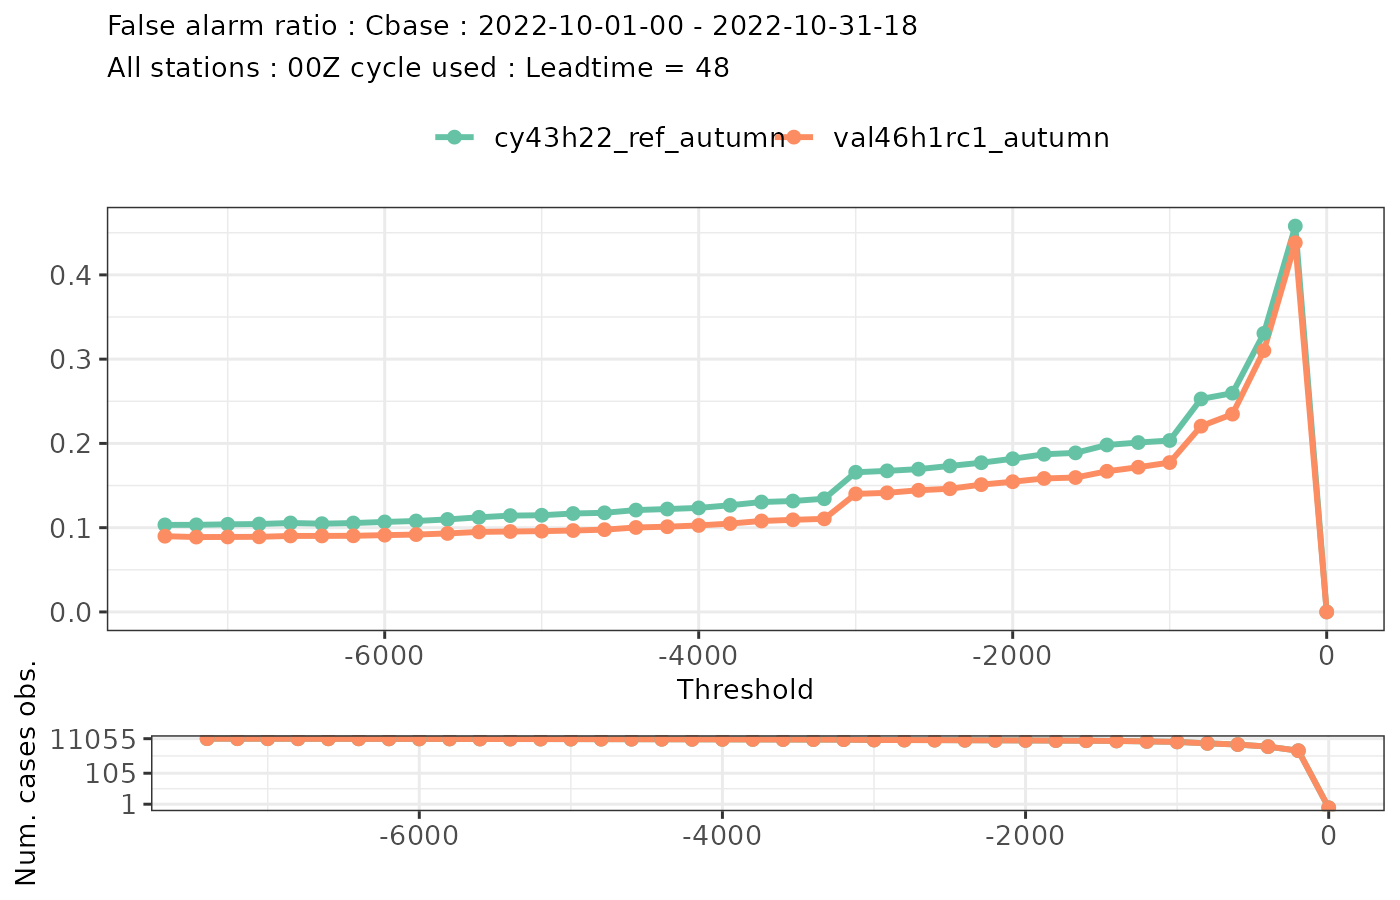 False alarm ratio : Cbase : 2022-10-01-00 - 2022-10-31-18
All stations : 00Z cycle used : Leadtime = 48
cy43h22_ref_autumn val46h1rc1_autumn
0.4
0.3
0.2
0.1
0.0
-6000 -4000 -2000 0
Threshold
Num. cases obs.
11055
105
1
-6000 -4000 -2000 0